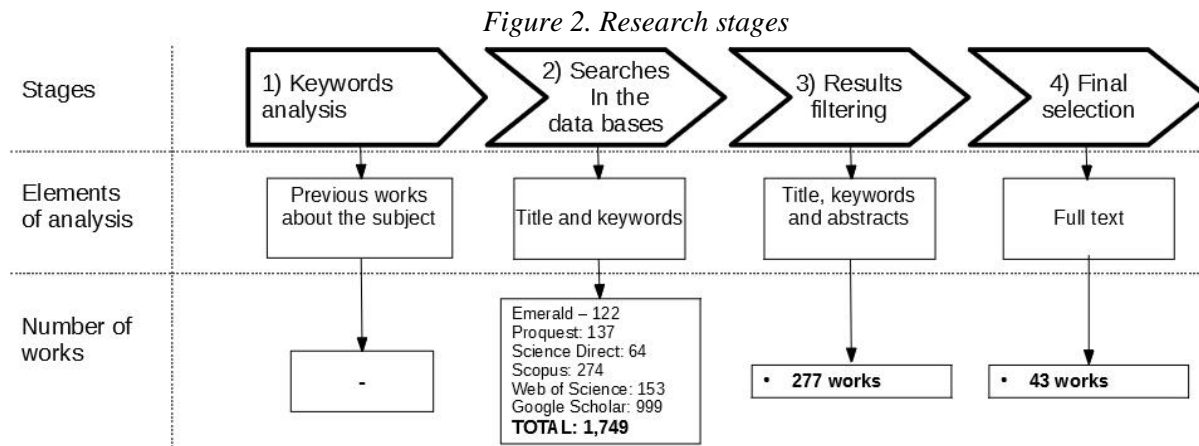 Figure 2. Research stages
Stages
1) Keywords
analysis
2) Searches
In the
data bases
3) Results
filtering
4) Final
selection
Elements
of analysis
Previous works
about the subject
Title and keywords
Title, keywords
and abstracts
Full text
Number of
works
-
Emerald – 122
Proquest: 137
Science Direct: 64
Scopus: 274
Web of Science: 153
Google Scholar: 999
TOTAL: 1,749
• 277 works
• 43 works